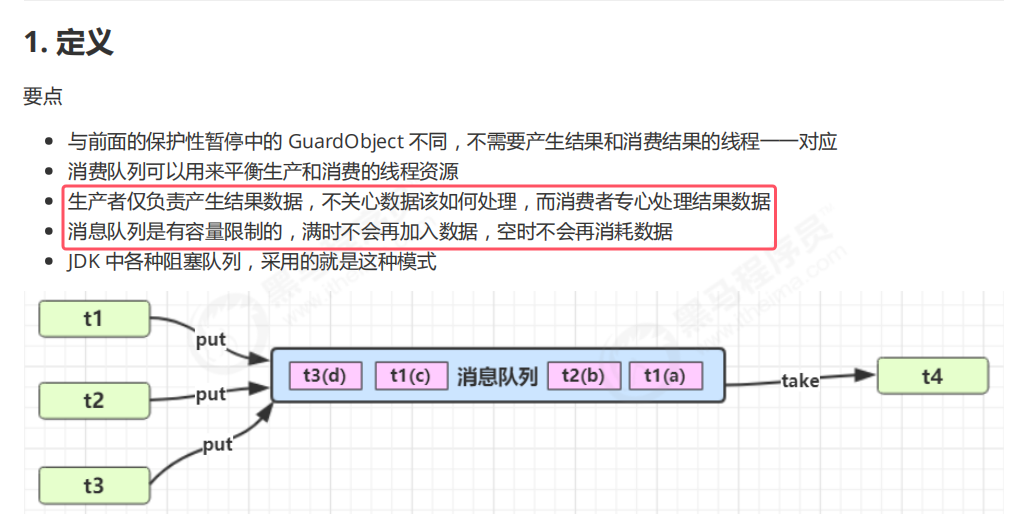 1. 定义
要点
与前面的保护性暂停中的 GuardObject 不同，不需要产生结果和消费结果的线程一一对应
消费队列可以用来平衡生产和消费的线程资源
生产者仅负责产生结果数据，不关心数据该如何处理，而消费者专心处理结果数据
消息队列是有容量限制的，满时不会再加入数据，空时不会再消耗数据
JDK 中各种阻塞队列，采用的就是这种模式
t1
put
t3(d) t1(c) 消息队列 t2(b) t1(a)
take
t4
t2
put
put
t3
黑马程序员
黑马程序员